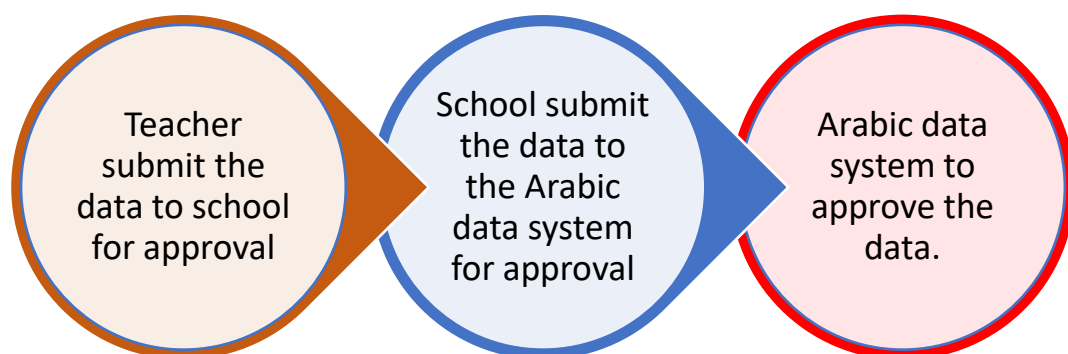 Teacher
submit the
data to school
for approval
School submit
the data to
the Arabic
data system
for approval
Arabic data
system to
approve the
data.